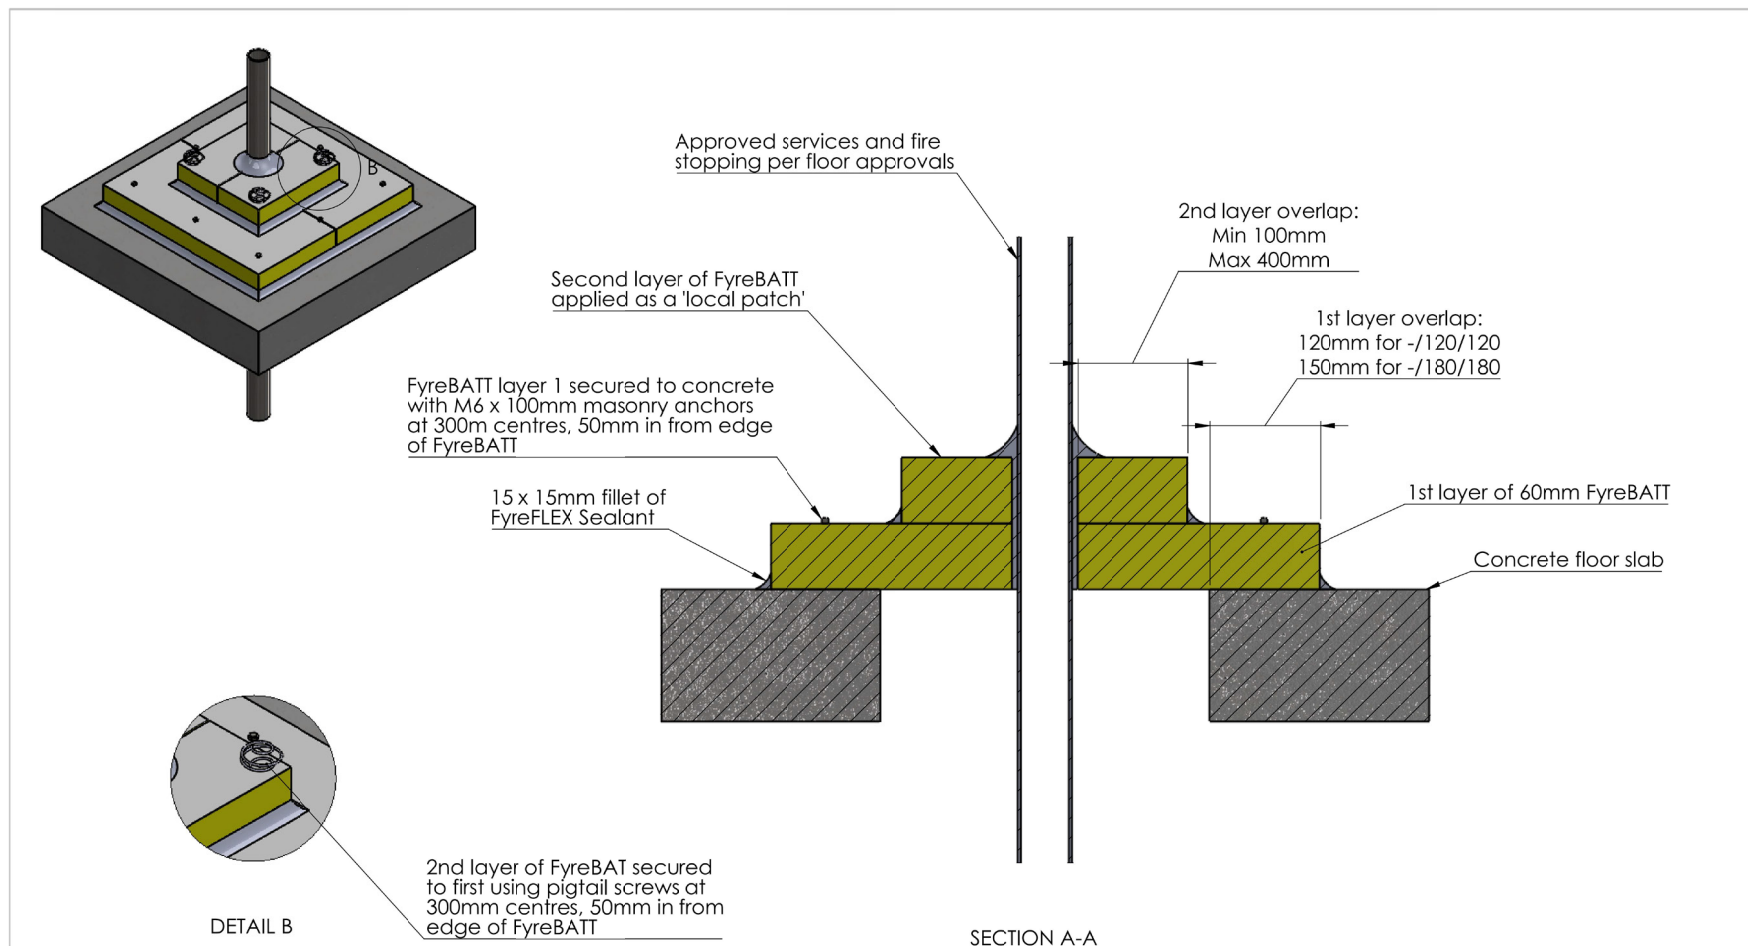 Approved services and fire
stopping per floor approvals
B
2nd layer overlap:
Min 100mm
Max 400mm
Second layer of FyreBATT
applied as a 'local patch'
1st layer overlap:
120mm for -/120/120
150mm for -/180/180
FyreBATT layer 1 secured to concrete
with M6 x 100mm masonry anchors
at 300m centres, 50mm in from edge
of FyreBATT
15 x 15mm fillet of
FyreFLEX Sealant
1st layer of 60mm FyreBATT
Concrete floor slab
2nd layer of FyreBAT secured
to first using pigtail screws at
300mm centres, 50mm in from
edge of FyreBATT
DETAIL B
SECTION A-A